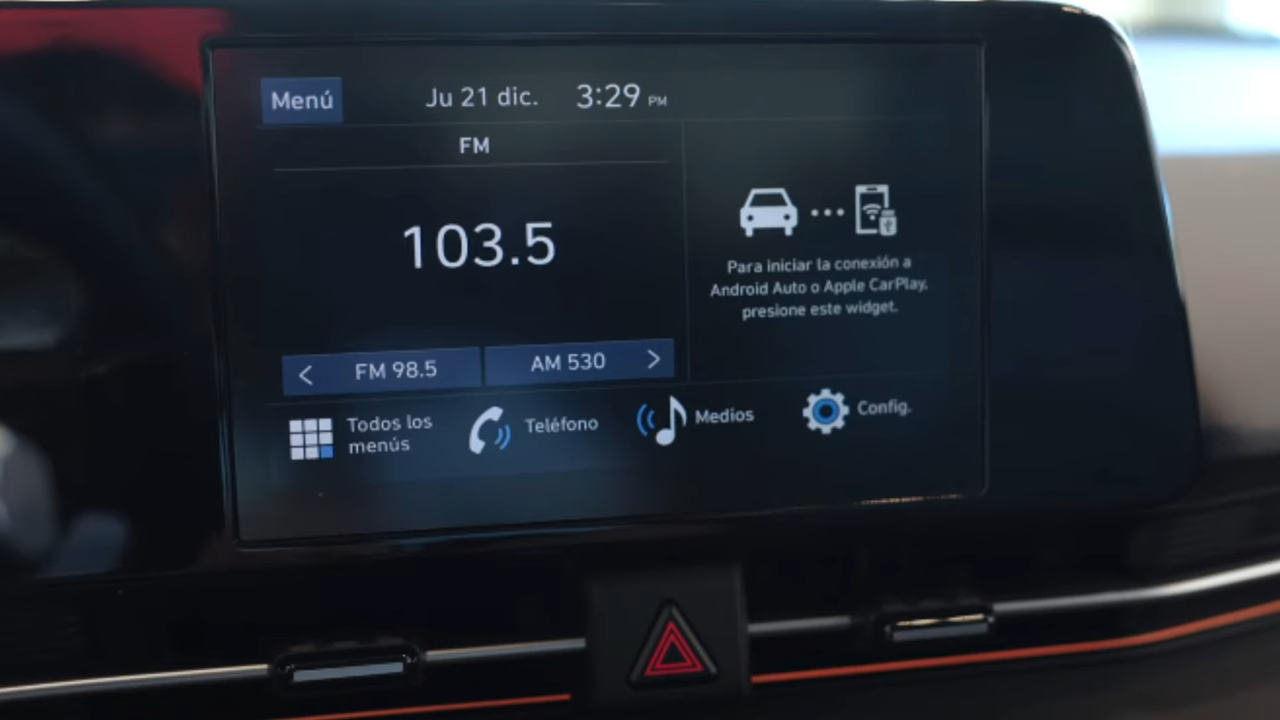 Menú
Ju 21 dic.
3:29 PM
FM
103.5
Para iniciar la conexión a
Android Auto o Apple CarPlay,
presione este widget.
< FM 98.5
AM 530 >
Todos los
menús
Teléfono
Medios
Config.